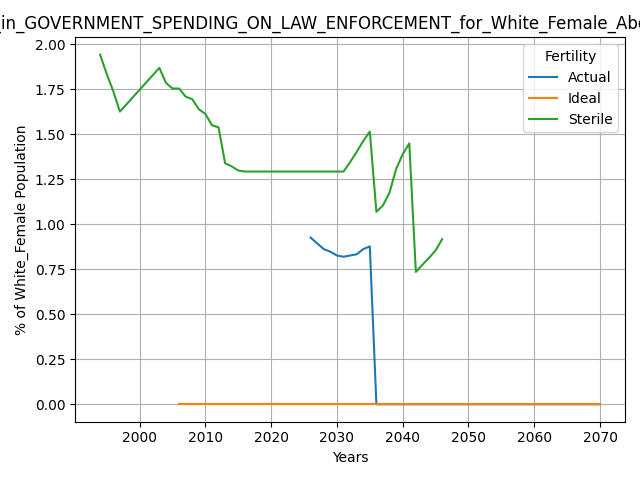 _in_GOVERNMENT_SPENDING_ON_LAW_ENFORCEMENT_for_White_Female_Abo
Fertility
Actual
Ideal
Sterile
% of White_Female Population
2.00
1.75
1.50
1.25
1.00
0.75
0.50
0.25
0.00
2000 2010 2020 2030 2040 2050 2060 2070
Years